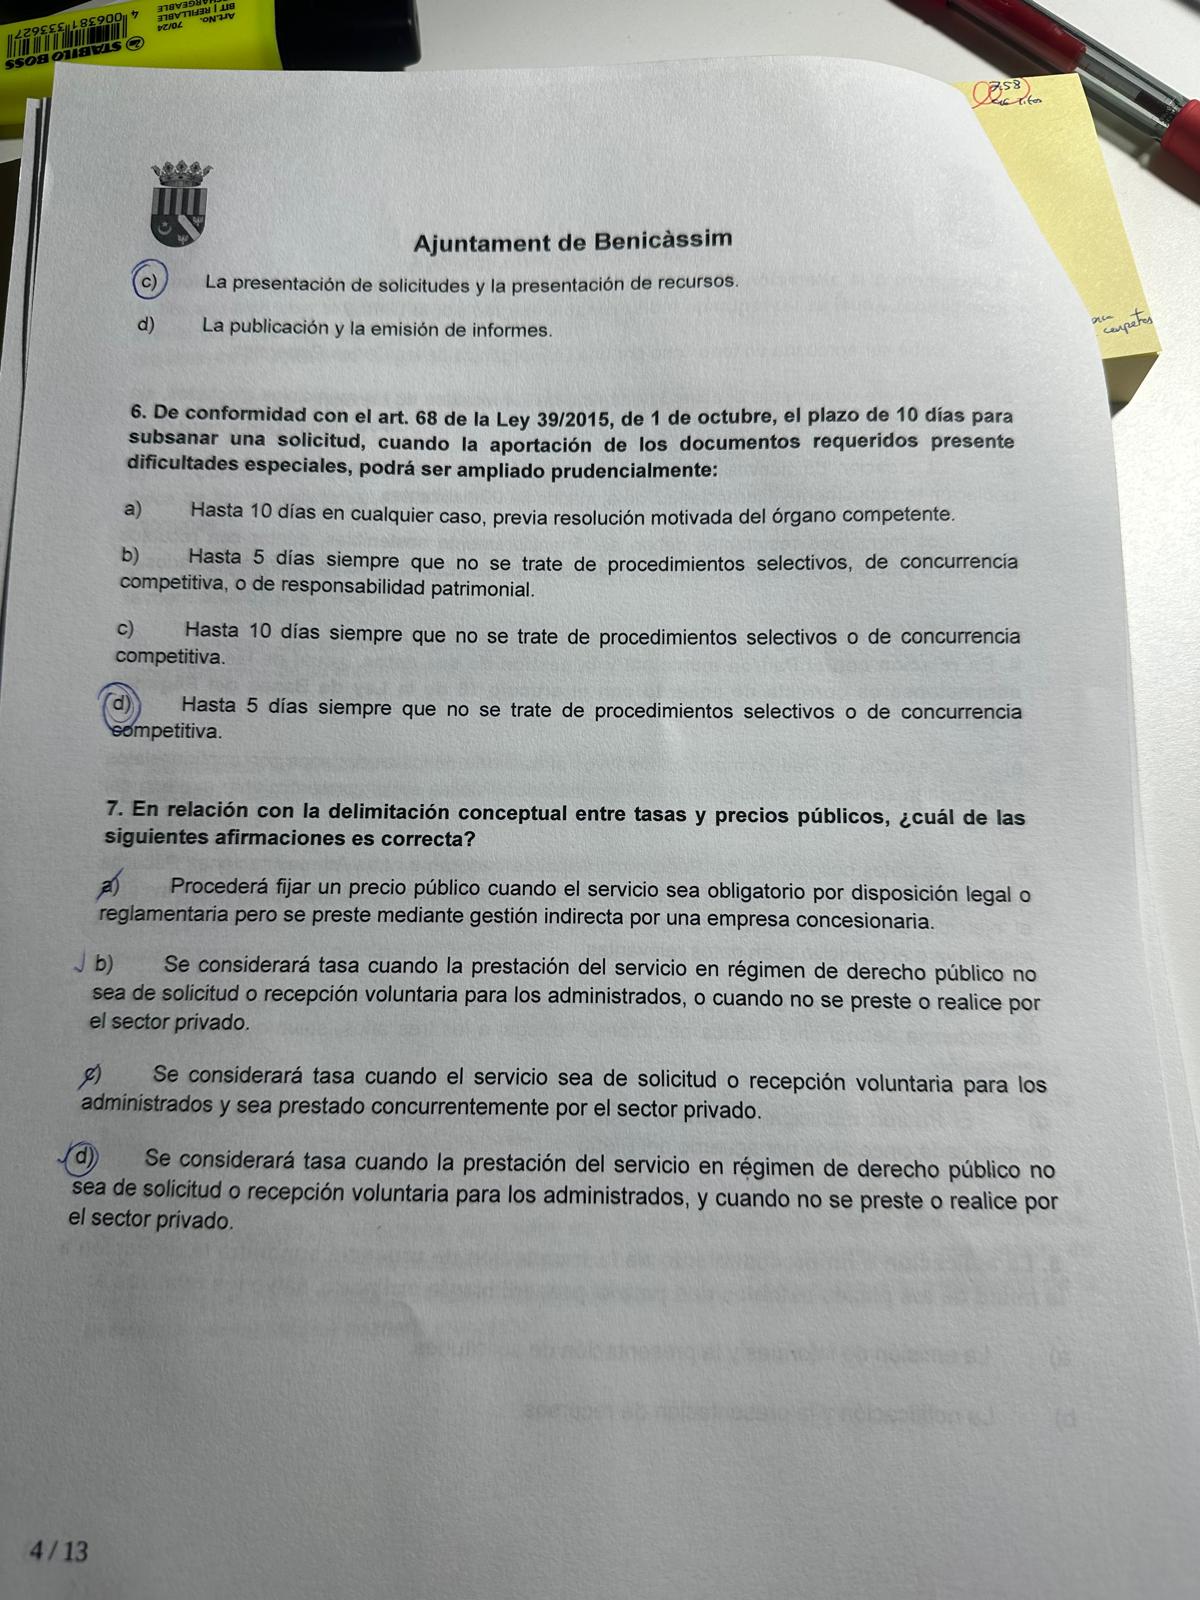 STABILO BOSS
4 006381 333627
Art.No. 70/24
BIT | REFILLABLE
7.58
Ajuntament de Benicàssim
c) La presentación de solicitudes y la presentación de recursos.
d) La publicación y la emisión de informes.
6. De conformidad con el art. 68 de la Ley 39/2015, de 1 de octubre, el plazo de 10 días para
subsanar una solicitud, cuando la aportación de los documentos requeridos presente
dificultades especiales, podrá ser ampliado prudencialmente:
a) Hasta 10 días en cualquier caso, previa resolución motivada del órgano competente.
b) Hasta 5 días siempre que no se trate de procedimientos selectivos, de concurrencia
competitiva, o de responsabilidad patrimonial.
c) Hasta 10 días siempre que no se trate de procedimientos selectivos o de concurrencia
competitiva.
d) Hasta 5 días siempre que no se trate de procedimientos selectivos o de concurrencia
competitiva.
7. En relación con la delimitación conceptual entre tasas y precios públicos, ¿cuál de las
siguientes afirmaciones es correcta?
a) Procederá fijar un precio público cuando el servicio sea obligatorio por disposición legal o
reglamentaria pero se preste mediante gestión indirecta por una empresa concesionaria.
b) Se considerará tasa cuando la prestación del servicio en régimen de derecho público no
sea de solicitud o recepción voluntaria para los administrados, o cuando no se preste o realice por
el sector privado.
c) Se considerará tasa cuando el servicio sea de solicitud o recepción voluntaria para los
administrados y sea prestado concurrentemente por el sector privado.
d) Se considerará tasa cuando la prestación del servicio en régimen de derecho público no
sea de solicitud o recepción voluntaria para los administrados, y cuando no se preste o realice por
el sector privado.
4 / 13